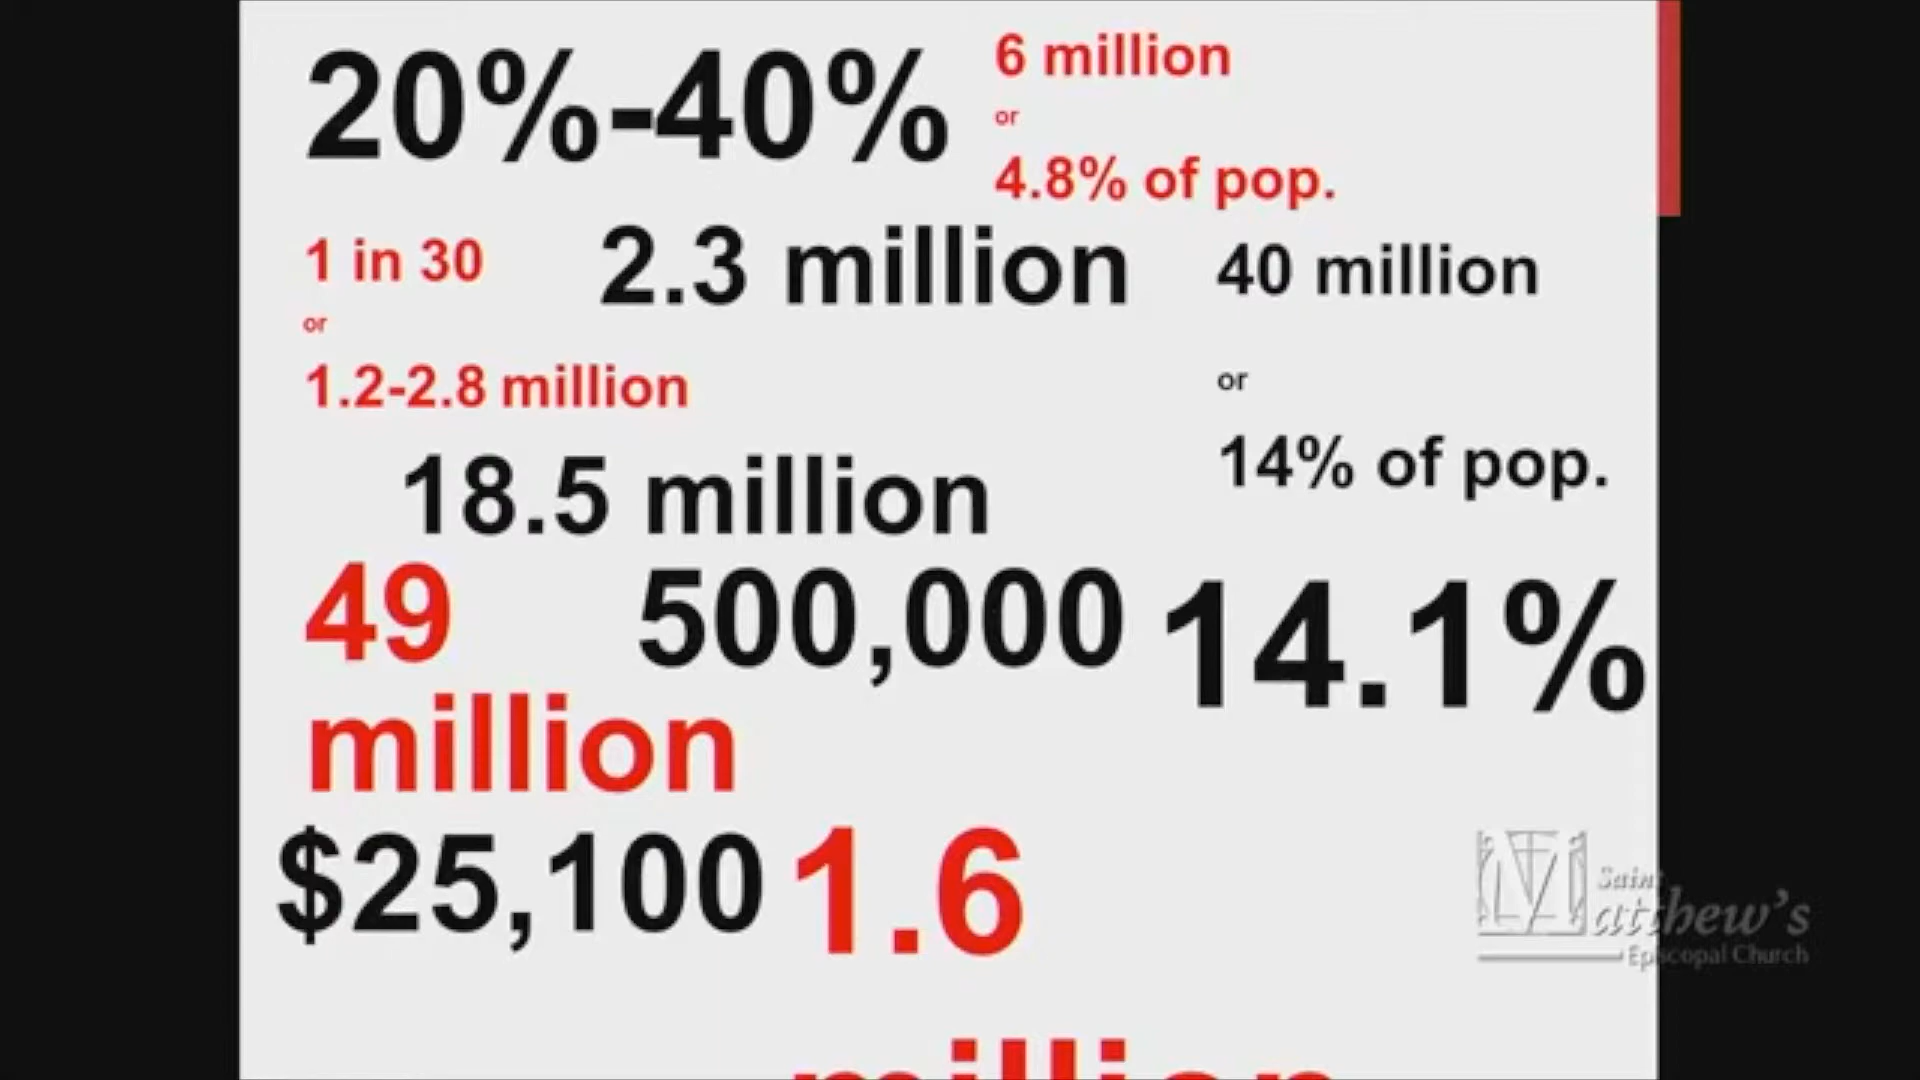 20%-40%
6 million
or
4.8% of pop.
1 in 30
or
1.2-2.8 million
2.3 million
40 million
or
14% of pop.
18.5 million
49
million
500,000
14.1%
$25,100
1.6
million
Saint
Matthew's
Episcopal Church